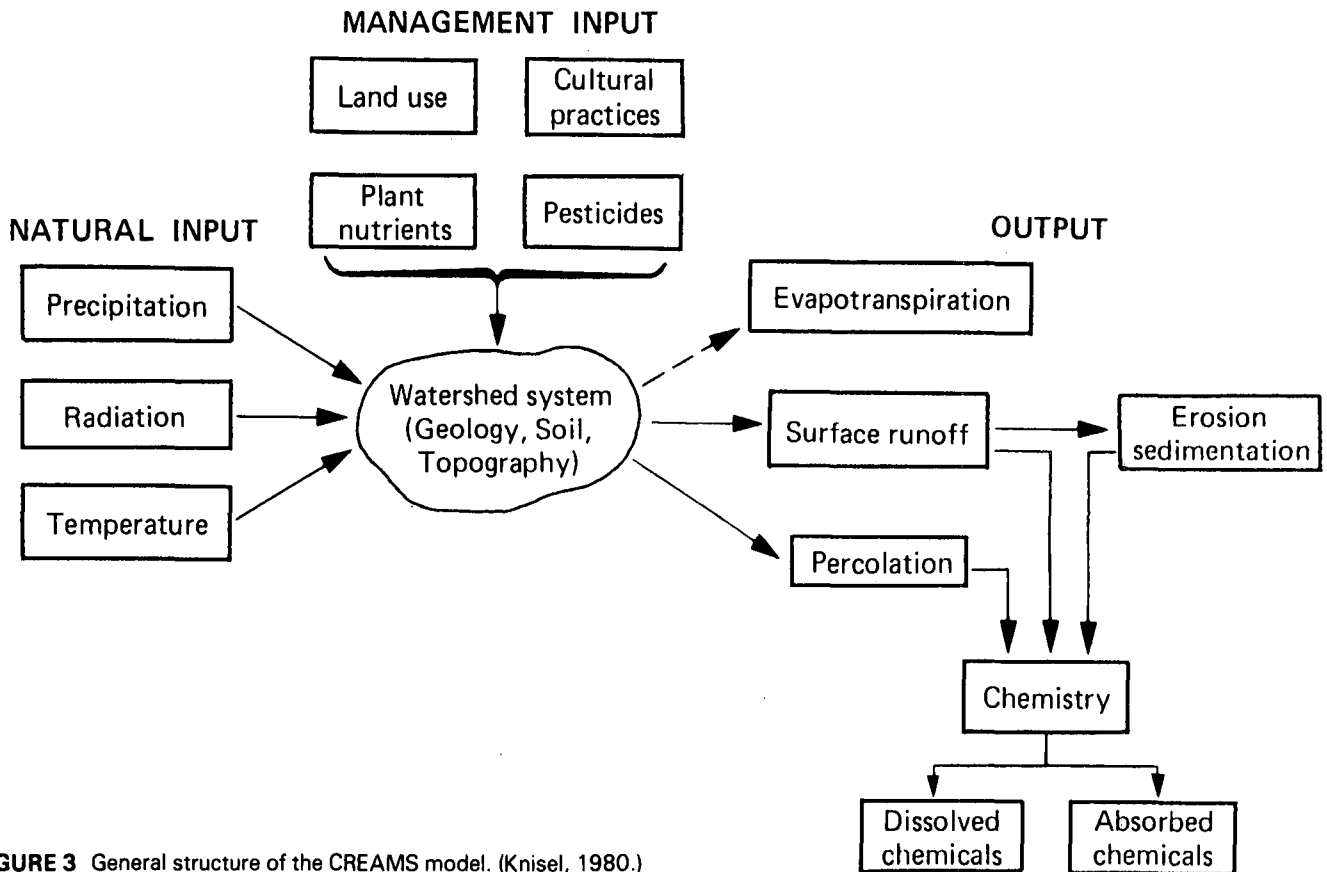 MANAGEMENT INPUT
Land use
Cultural
practices
Plant
nutrients
Pesticides
NATURAL INPUT
OUTPUT
Precipitation
Evapotranspiration
Radiation
Watershed system
(Geology, Soil,
Topography)
Surface runoff
Erosion
sedimentation
Temperature
Percolation
Chemistry
Dissolved
chemicals
Absorbed
chemicals
GURE 3 General structure of the CREAMS model. (Knisel, 1980.)